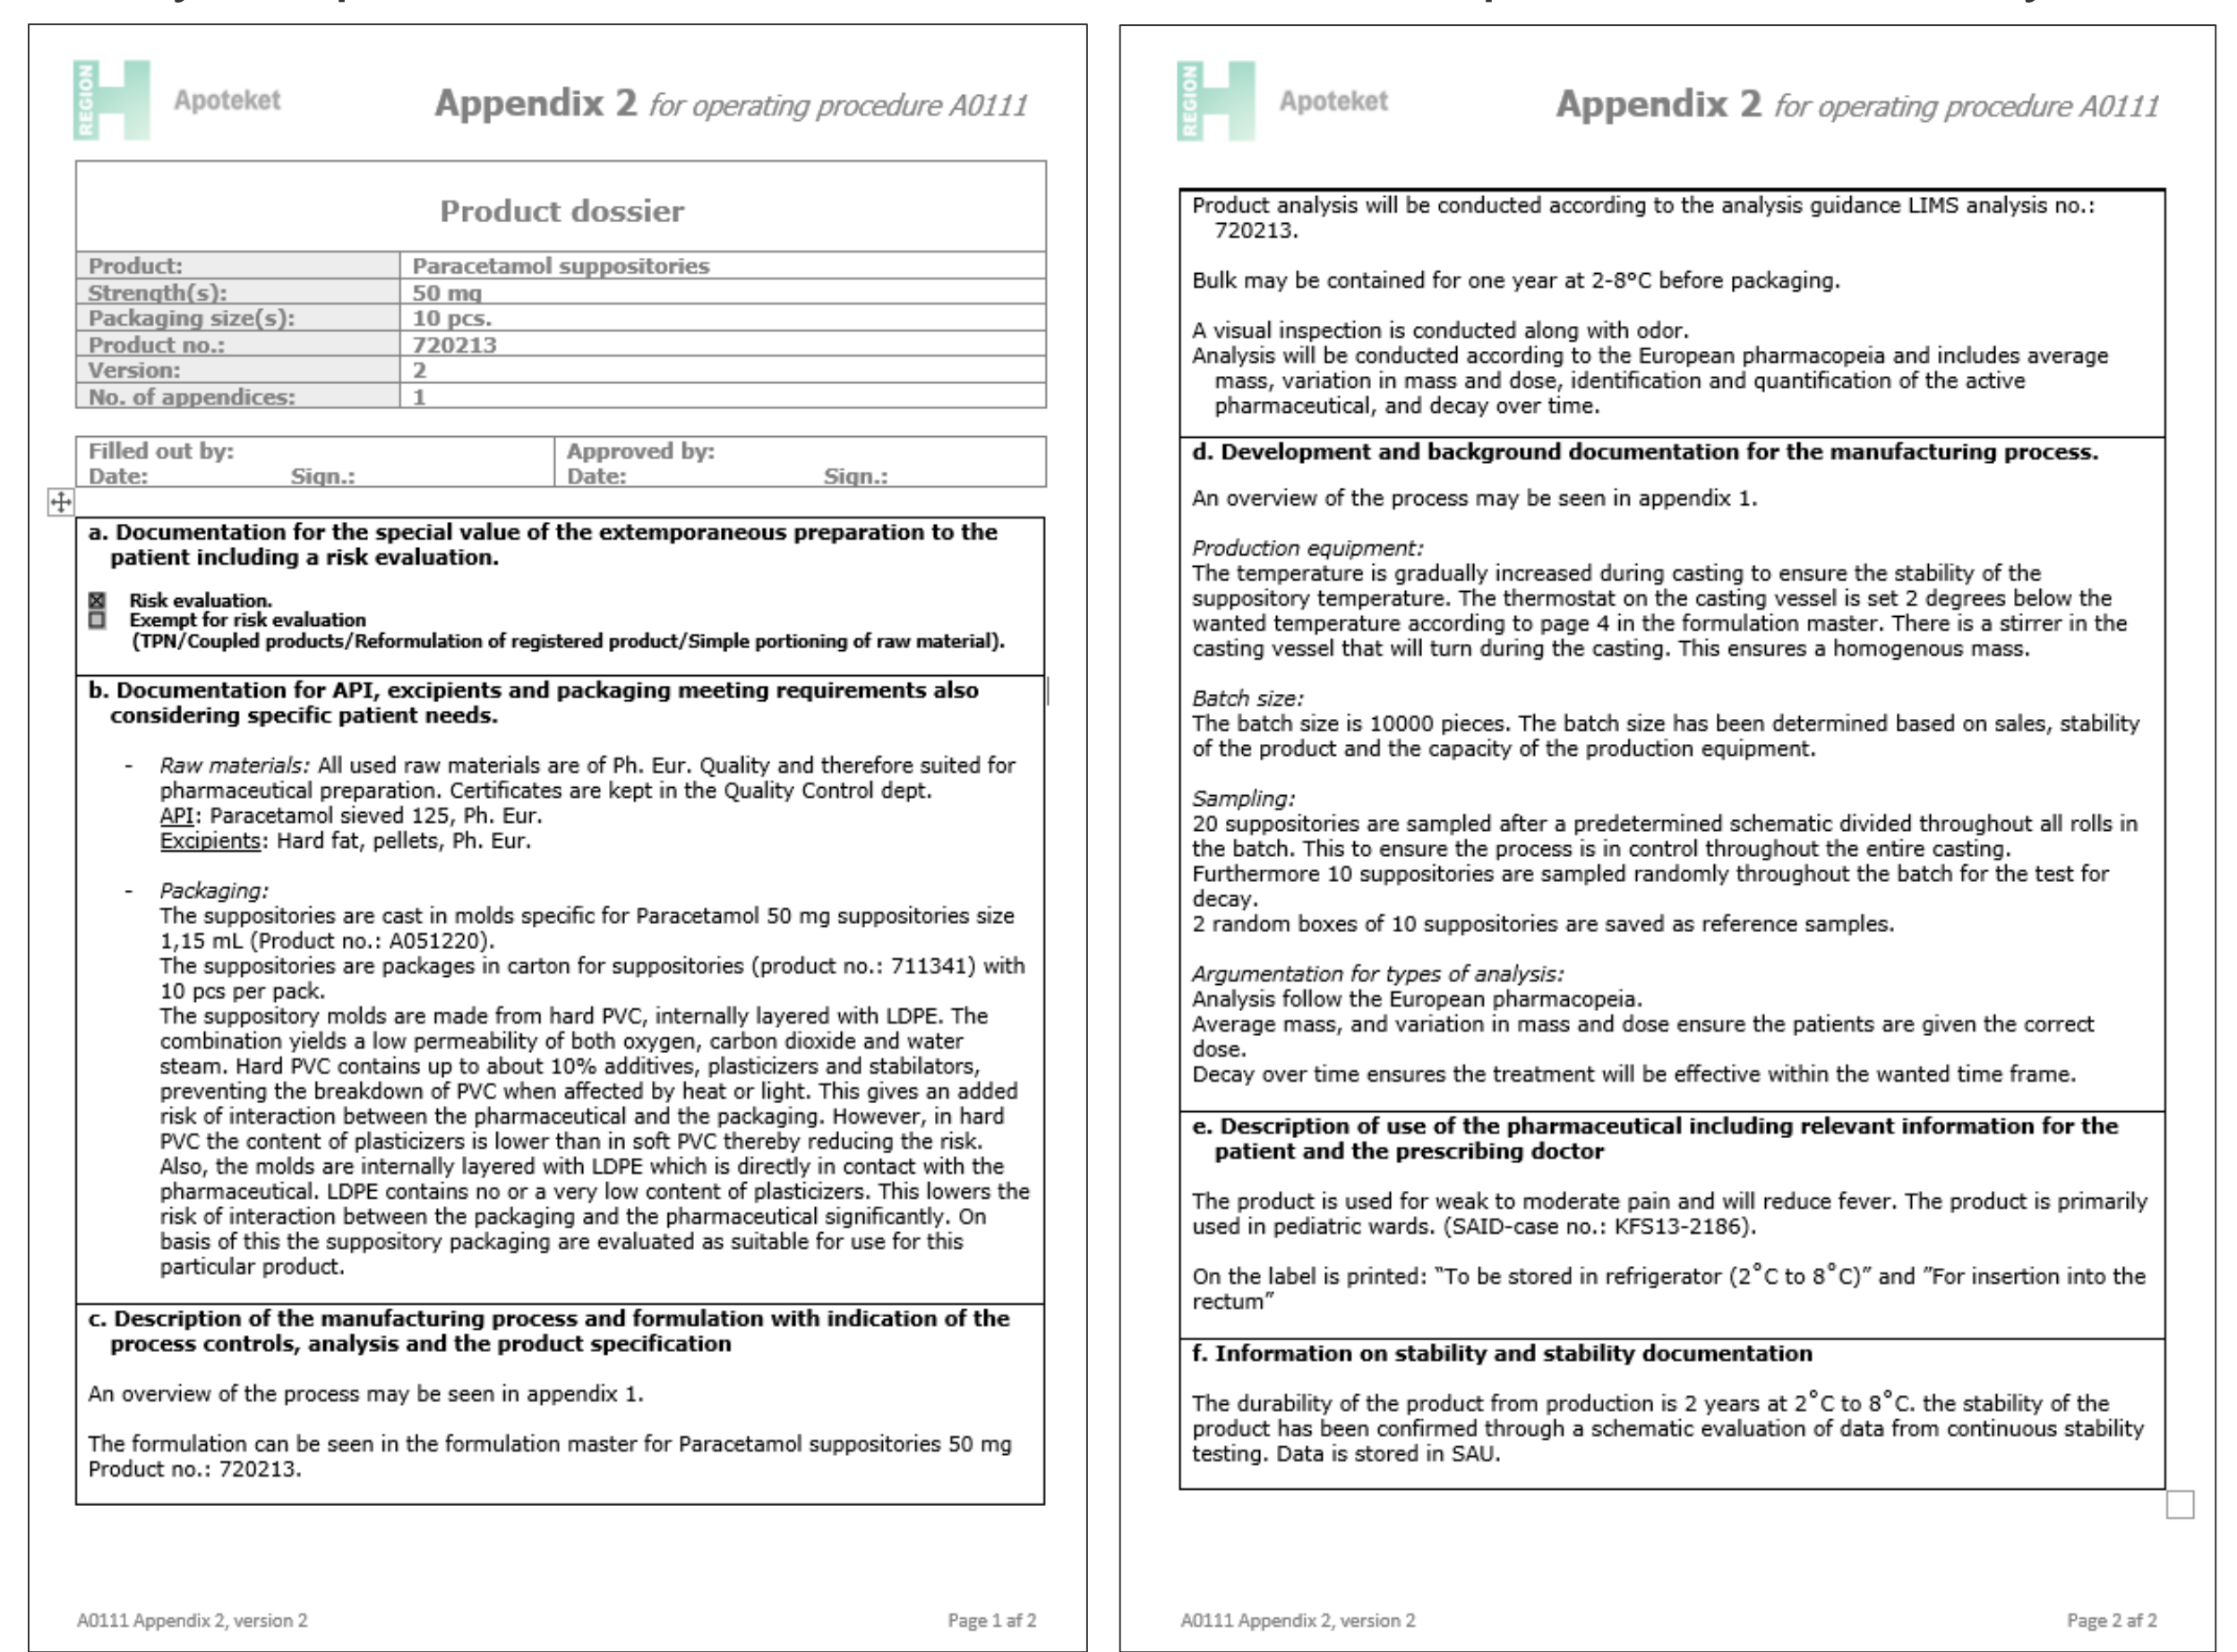 REGION
H
Apoteket
Appendix 2 for operating procedure A0111
Product dossier
Product: Paracetamol suppositories
Strength(s): 50 mg
Packaging size(s): 10 pcs.
Product no.: 720213
Version: 2
No. of appendices: 1
Filled out by: Approved by:
Date: Sign.: Date: Sign.:
a. Documentation for the special value of the extemporaneous preparation to the
patient including a risk evaluation.
Risk evaluation.
Exempt for risk evaluation
(TPN/Coupled products/Reformulation of registered product/Simple portioning of raw material).
b. Documentation for API, excipients and packaging meeting requirements also
considering specific patient needs.
- Raw materials: All used raw materials are of Ph. Eur. Quality and therefore suited for
pharmaceutical preparation. Certificates are kept in the Quality Control dept.
API: Paracetamol sieved 125, Ph. Eur.
Excipients: Hard fat, pellets, Ph. Eur.
- Packaging:
The suppositories are cast in molds specific for Paracetamol 50 mg suppositories size
1,15 mL (Product no.: A051220).
The suppositories are packages in carton for suppositories (product no.: 711341) with
10 pcs per pack.
The suppository molds are made from hard PVC, internally layered with LDPE. The
combination yields a low permeability of both oxygen, carbon dioxide and water
steam. Hard PVC contains up to about 10% additives, plasticizers and stabilators,
preventing the breakdown of PVC when affected by heat or light. This gives an added
risk of interaction between the pharmaceutical and the packaging. However, in hard
PVC the content of plasticizers is lower than in soft PVC thereby reducing the risk.
Also, the molds are internally layered with LDPE which is directly in contact with the
pharmaceutical. LDPE contains no or a very low content of plasticizers. This lowers the
risk of interaction between the packaging and the pharmaceutical significantly. On
basis of this the suppository packaging are evaluated as suitable for use for this
particular product.
c. Description of the manufacturing process and formulation with indication of the
process controls, analysis and the product specification
An overview of the process may be seen in appendix 1.
The formulation can be seen in the formulation master for Paracetamol suppositories 50 mg
Product no.: 720213.
A0111 Appendix 2, version 2 Page 1 af 2
REGION
H
Apoteket
Appendix 2 for operating procedure A0111
Product analysis will be conducted according to the analysis guidance LIMS analysis no.:
720213.
Bulk may be contained for one year at 2-8°C before packaging.
A visual inspection is conducted along with odor.
Analysis will be conducted according to the European pharmacopeia and includes average
mass, variation in mass and dose, identification and quantification of the active
pharmaceutical, and decay over time.
d. Development and background documentation for the manufacturing process.
An overview of the process may be seen in appendix 1.
Production equipment:
The temperature is gradually increased during casting to ensure the stability of the
suppository temperature. The thermostat on the casting vessel is set 2 degrees below the
wanted temperature according to page 4 in the formulation master. There is a stirrer in the
casting vessel that will turn during the casting. This ensures a homogenous mass.
Batch size:
The batch size is 10000 pieces. The batch size has been determined based on sales, stability
of the product and the capacity of the production equipment.
Sampling:
20 suppositories are sampled after a predetermined schematic divided throughout all rolls in
the batch. This to ensure the process is in control throughout the entire casting.
Furthermore 10 suppositories are sampled randomly throughout the batch for the test for
decay.
2 random boxes of 10 suppositories are saved as reference samples.
Argumentation for types of analysis:
Analysis follow the European pharmacopeia.
Average mass, and variation in mass and dose ensure the patients are given the correct
dose.
Decay over time ensures the treatment will be effective within the wanted time frame.
e. Description of use of the pharmaceutical including relevant information for the
patient and the prescribing doctor
The product is used for weak to moderate pain and will reduce fever. The product is primarily
used in pediatric wards. (SAID-case no.: KFS13-2186).
On the label is printed: "To be stored in refrigerator (2°C to 8°C)" and "For insertion into the
rectum"
f. Information on stability and stability documentation
The durability of the product from production is 2 years at 2°C to 8°C. the stability of the
product has been confirmed through a schematic evaluation of data from continuous stability
testing. Data is stored in SAU.
A0111 Appendix 2, version 2 Page 2 af 2